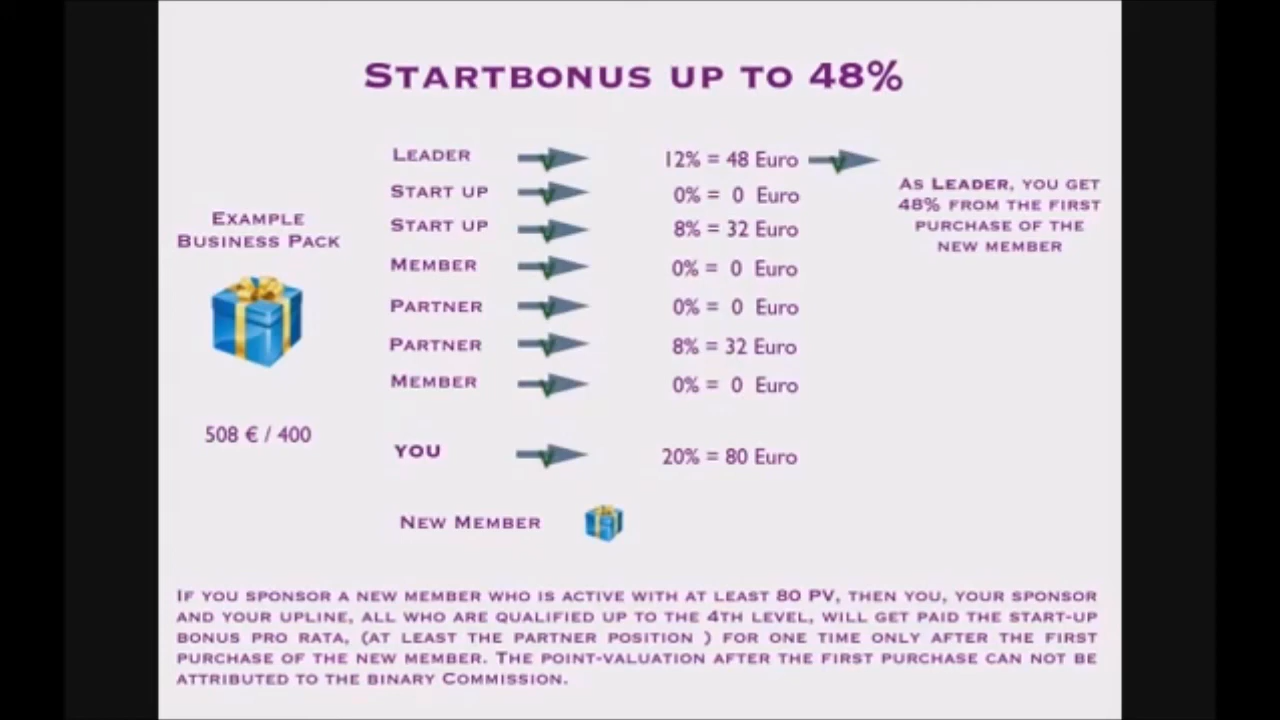 STARTBONUS UP TO 48%
LEADER 12% = 48 Euro
START UP 0% = 0 Euro
START UP 8% = 32 Euro
MEMBER 0% = 0 Euro
PARTNER 0% = 0 Euro
PARTNER 8% = 32 Euro
MEMBER 0% = 0 Euro
YOU 20% = 80 Euro
NEW MEMBER
EXAMPLE
BUSINESS PACK
508 € / 400
AS LEADER, YOU GET
48% FROM THE FIRST
PURCHASE OF THE
NEW MEMBER
IF YOU SPONSOR A NEW MEMBER WHO IS ACTIVE WITH AT LEAST 80 PV, THEN YOU, YOUR SPONSOR
AND YOUR UPLINE, ALL WHO ARE QUALIFIED UP TO THE 4TH LEVEL, WILL GET PAID THE START-UP
BONUS PRO RATA, (AT LEAST THE PARTNER POSITION ) FOR ONE TIME ONLY AFTER THE FIRST
PURCHASE OF THE NEW MEMBER. THE POINT-VALUATION AFTER THE FIRST PURCHASE CAN NOT BE
ATTRIBUTED TO THE BINARY COMMISSION.